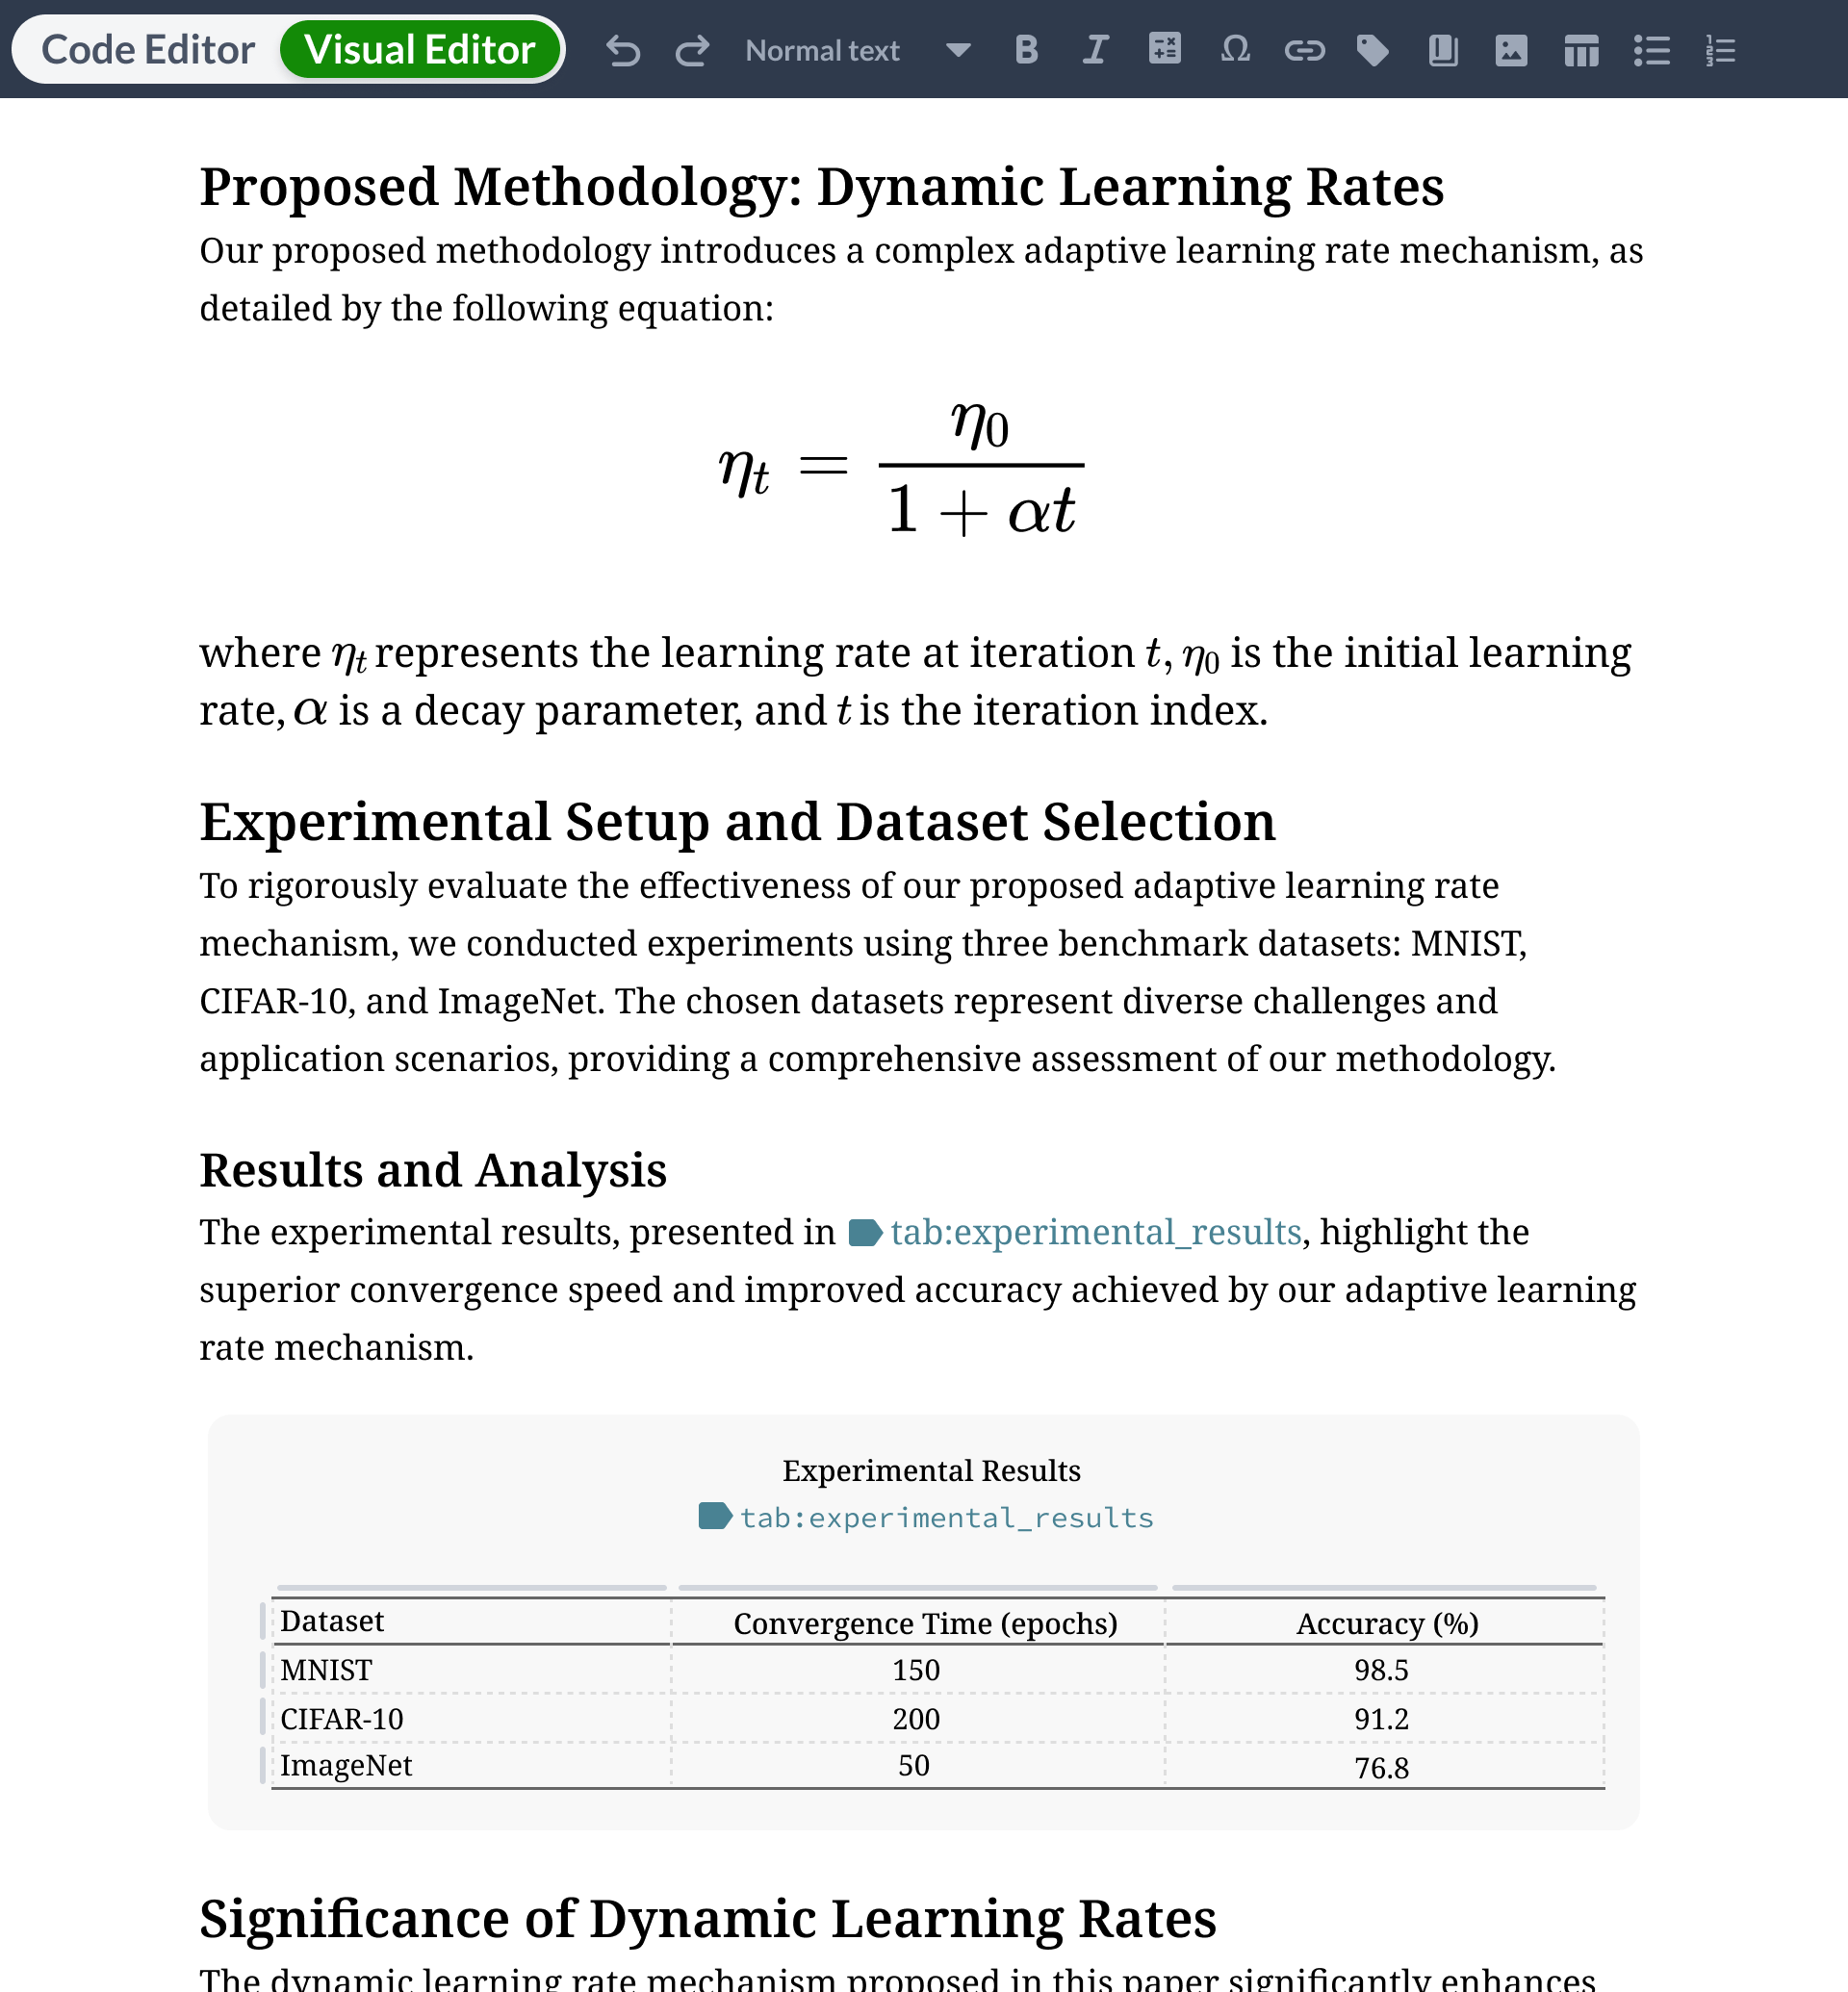 Code Editor Visual Editor Normal text
Proposed Methodology: Dynamic Learning Rates
Our proposed methodology introduces a complex adaptive learning rate mechanism, as
detailed by the following equation:
η_t = η_0 / (1 + αt)
where η_t represents the learning rate at iteration t, η_0 is the initial learning
rate, α is a decay parameter, and t is the iteration index.
Experimental Setup and Dataset Selection
To rigorously evaluate the effectiveness of our proposed adaptive learning rate
mechanism, we conducted experiments using three benchmark datasets: MNIST,
CIFAR-10, and ImageNet. The chosen datasets represent diverse challenges and
application scenarios, providing a comprehensive assessment of our methodology.
Results and Analysis
The experimental results, presented in tab:experimental_results, highlight the
superior convergence speed and improved accuracy achieved by our adaptive learning
rate mechanism.
Experimental Results
tab:experimental_results
Dataset Convergence Time (epochs) Accuracy (%)
MNIST 150 98.5
CIFAR-10 200 91.2
ImageNet 50 76.8
Significance of Dynamic Learning Rates
The dynamic learning rate mechanism proposed in this paper significantly enhances